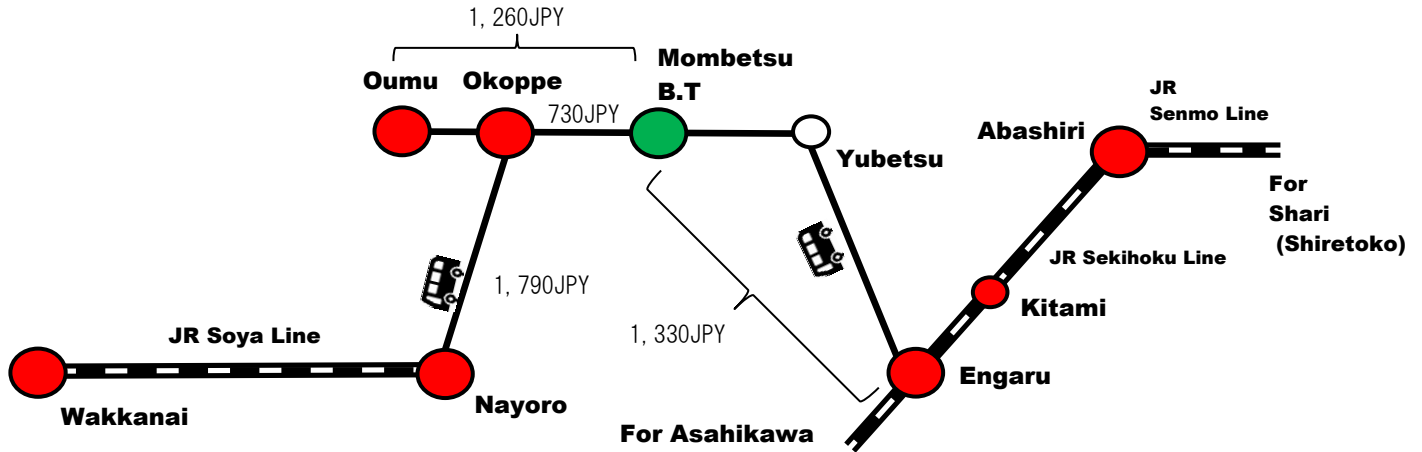 1,260JPY
Oumu
Okoppe
Mombetsu
B.T
730JPY
Yubetsu
Abashiri
JR
Senmo Line
For
Shari
(Shiretoko)
JR Sekihoku Line
Kitami
1,790JPY
1,330JPY
JR Soya Line
Wakkanai
Nayoro
Engaru
For Asahikawa